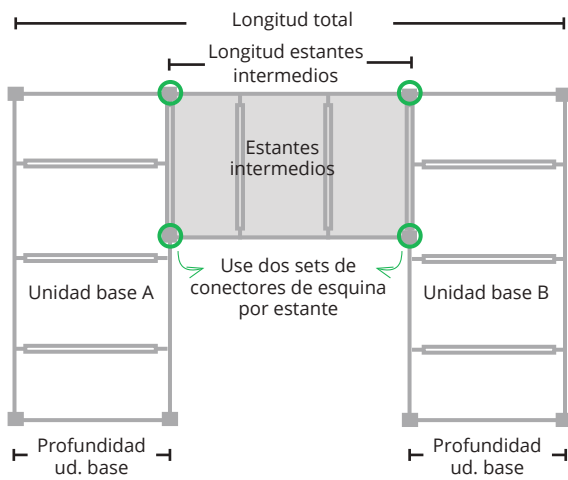 Longitud total
Longitud estantes
intermedios
Estantes
intermedios
Use dos sets de
conectores de esquina
por estante
Unidad base A
Unidad base B
Profundidad
ud. base
Profundidad
ud. base